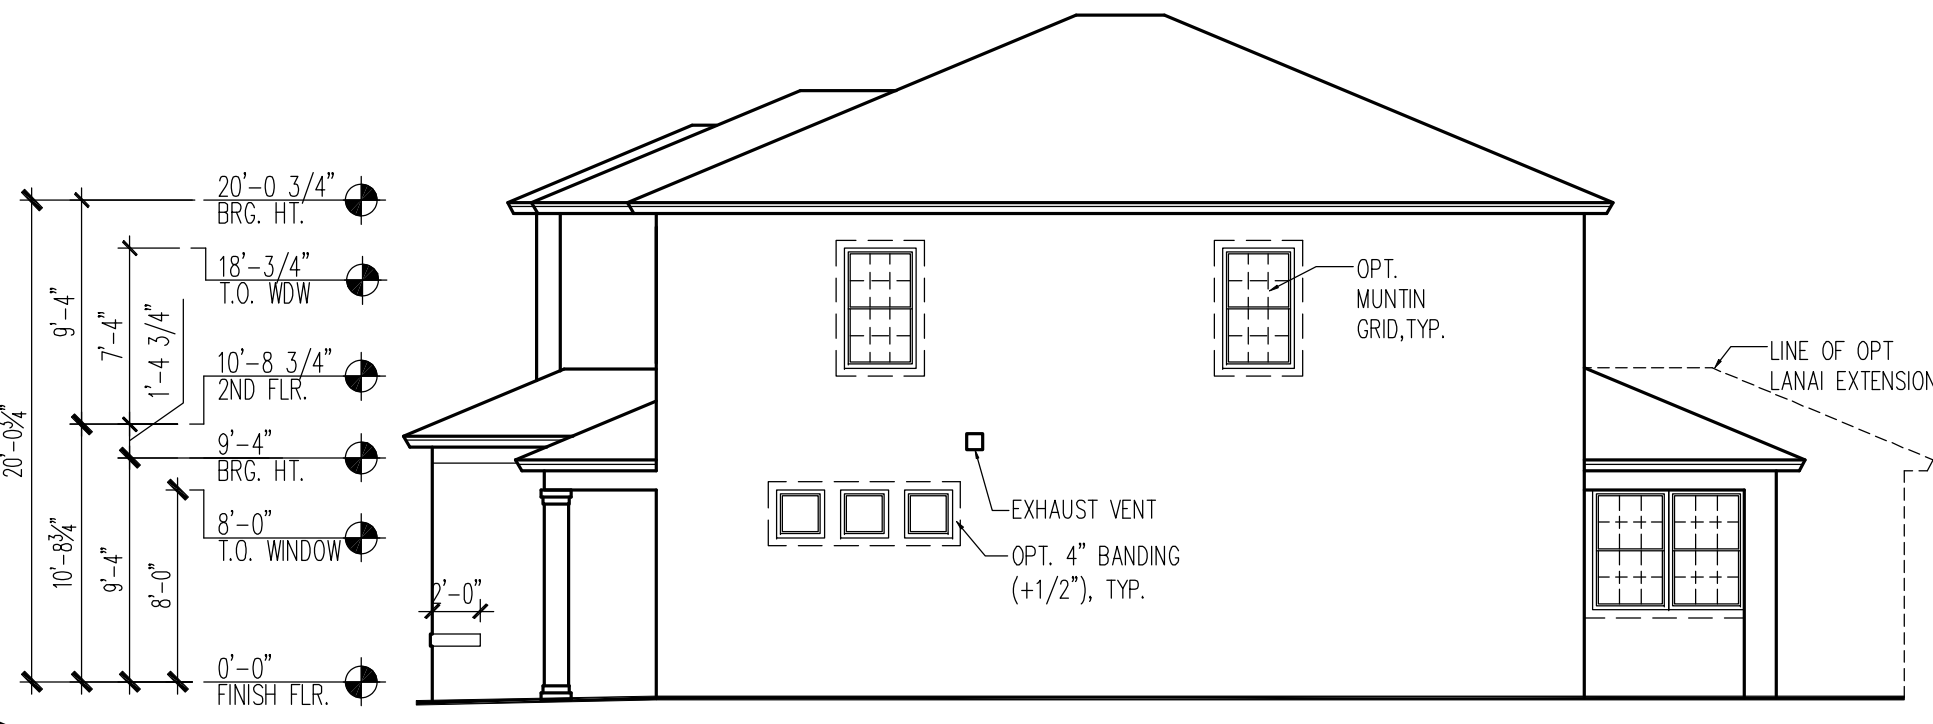 20'-0 3/4"
BRG. HT.
18'-3/4"
T.O. WDW
10'-8 3/4"
2ND FLR.
9'-4"
BRG. HT.
8'-0"
T.O. WINDOW
0'-0"
FINISH FLR.
20'-0¾"
9'-4"
10'-8¾"
7'-4"
1'-4 3/4"
9'-4"
8'-0"
2'-0"
OPT.
MUNTIN
GRID,TYP.
LINE OF OPT
LANAI EXTENSION
EXHAUST VENT
OPT. 4" BANDING
(+1/2"), TYP.